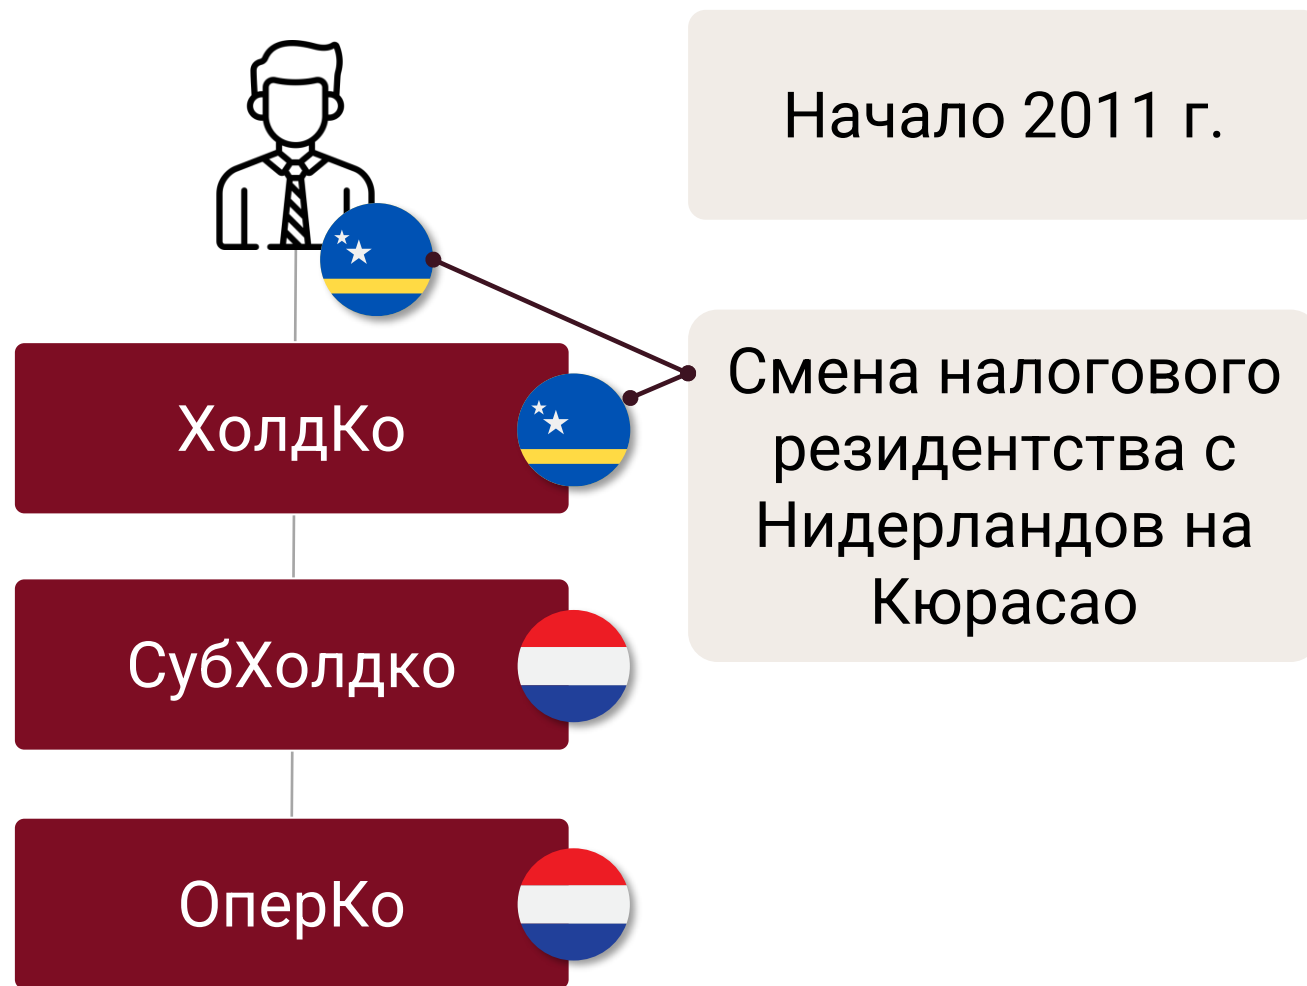 Начало 2011 г.
Смена налогового
резидентства с
Нидерландов на
Кюрасао
ХолдКо
СубХолдко
ОперКо